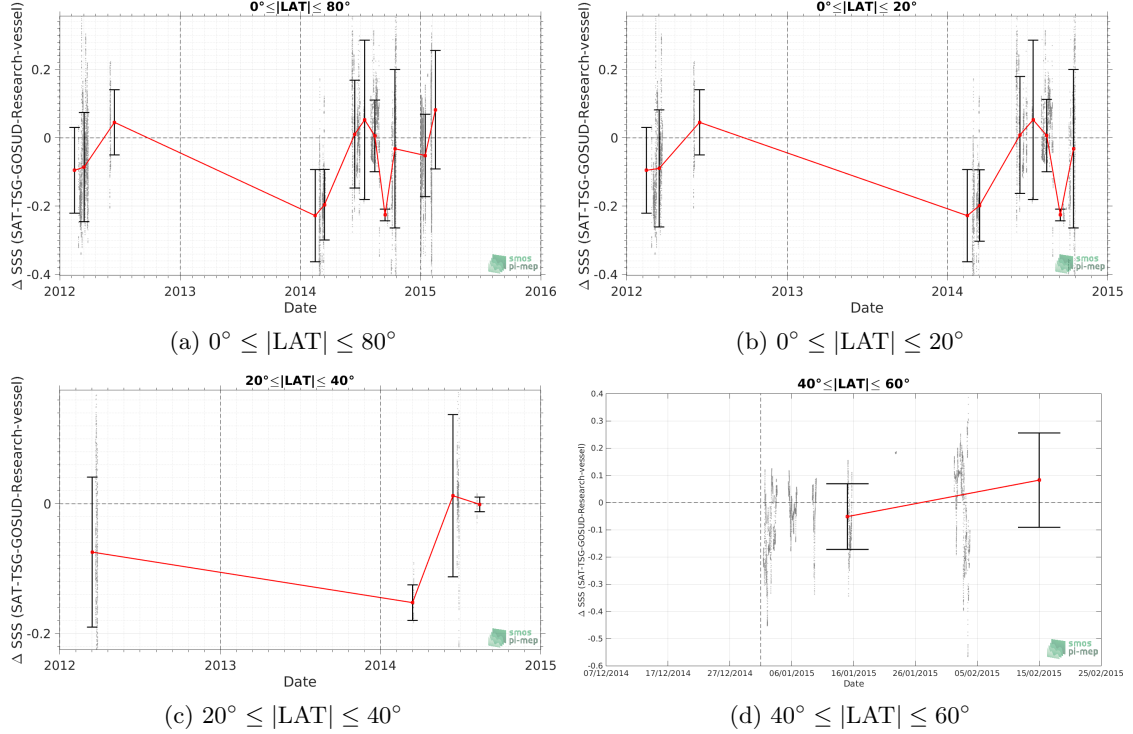 0°≤|LAT|≤ 80°
Δ SSS (SAT-TSG-GOSUD-Research-vessel)
0.2
0
-0.2
-0.4
2012 2013 2014 2015 2016
Date
smos
pi-mep
(a) 0° ≤ |LAT| ≤ 80°
0°≤|LAT|≤ 20°
Δ SSS (SAT-TSG-GOSUD-Research-vessel)
0.2
0
-0.2
-0.4
2012 2013 2014 2015
Date
smos
pi-mep
(b) 0° ≤ |LAT| ≤ 20°
20°≤|LAT|≤ 40°
Δ SSS (SAT-TSG-GOSUD-Research-vessel)
0
-0.2
2012 2013 2014 2015
Date
smos
pi-mep
(c) 20° ≤ |LAT| ≤ 40°
40°≤|LAT|≤ 60°
Δ SSS (SAT-TSG-GOSUD-Research-vessel)
0.4
0.3
0.2
0.1
0
-0.1
-0.2
-0.3
-0.4
-0.5
-0.6
07/12/2014 17/12/2014 27/12/2014 06/01/2015 16/01/2015 26/01/2015 05/02/2015 15/02/2015 25/02/2015
Date
smos
pi-mep
(d) 40° ≤ |LAT| ≤ 60°